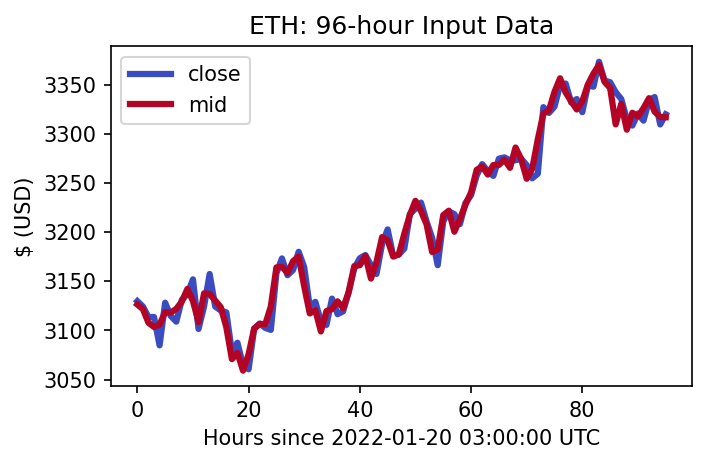 ETH: 96-hour Input Data
close
mid
$ (USD)
3350
3300
3250
3200
3150
3100
3050
0 20 40 60 80
Hours since 2022-01-20 03:00:00 UTC